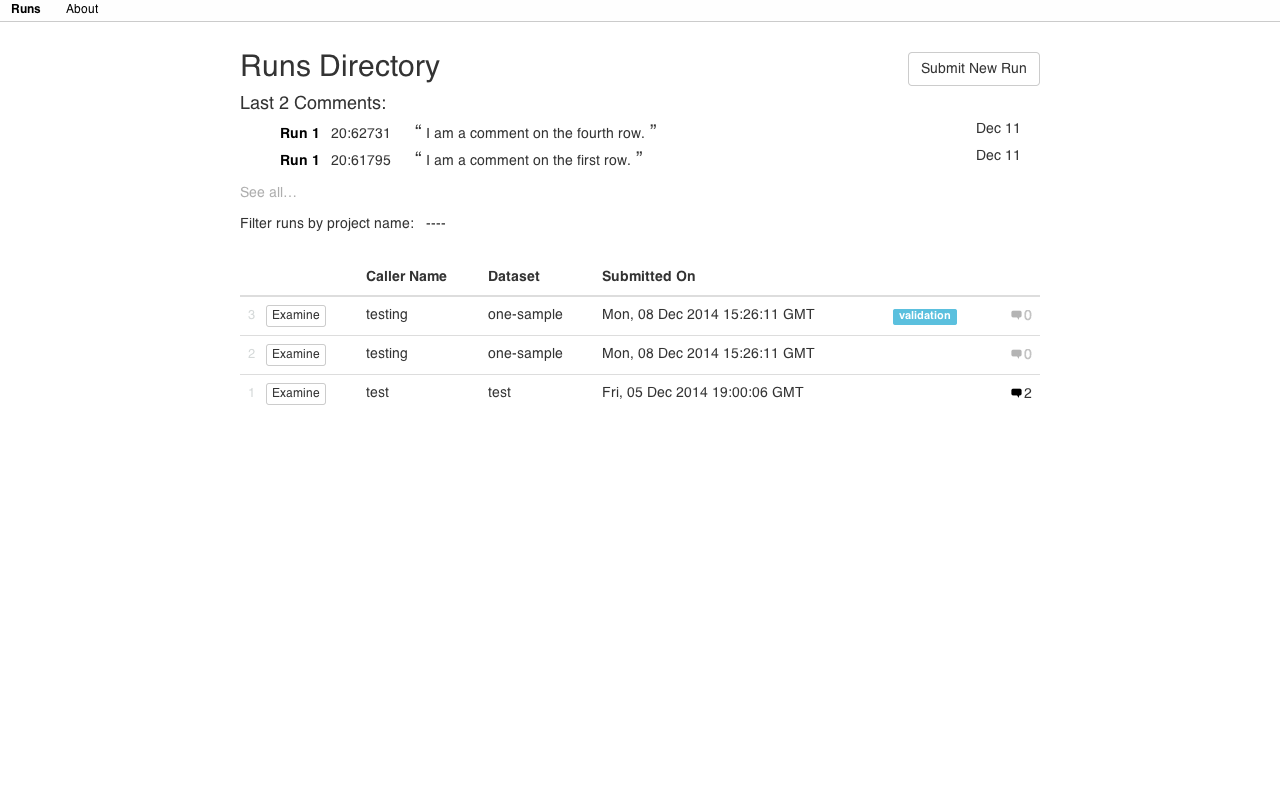 Runs About
Runs Directory
Submit New Run
Last 2 Comments:
Run 1 20:62731 “ I am a comment on the fourth row. ” Dec 11
Run 1 20:61795 “ I am a comment on the first row. ” Dec 11
See all…
Filter runs by project name: ----
Caller Name Dataset Submitted On
3 Examine testing one-sample Mon, 08 Dec 2014 15:26:11 GMT validation 0
2 Examine testing one-sample Mon, 08 Dec 2014 15:26:11 GMT 0
1 Examine test test Fri, 05 Dec 2014 19:00:06 GMT 2